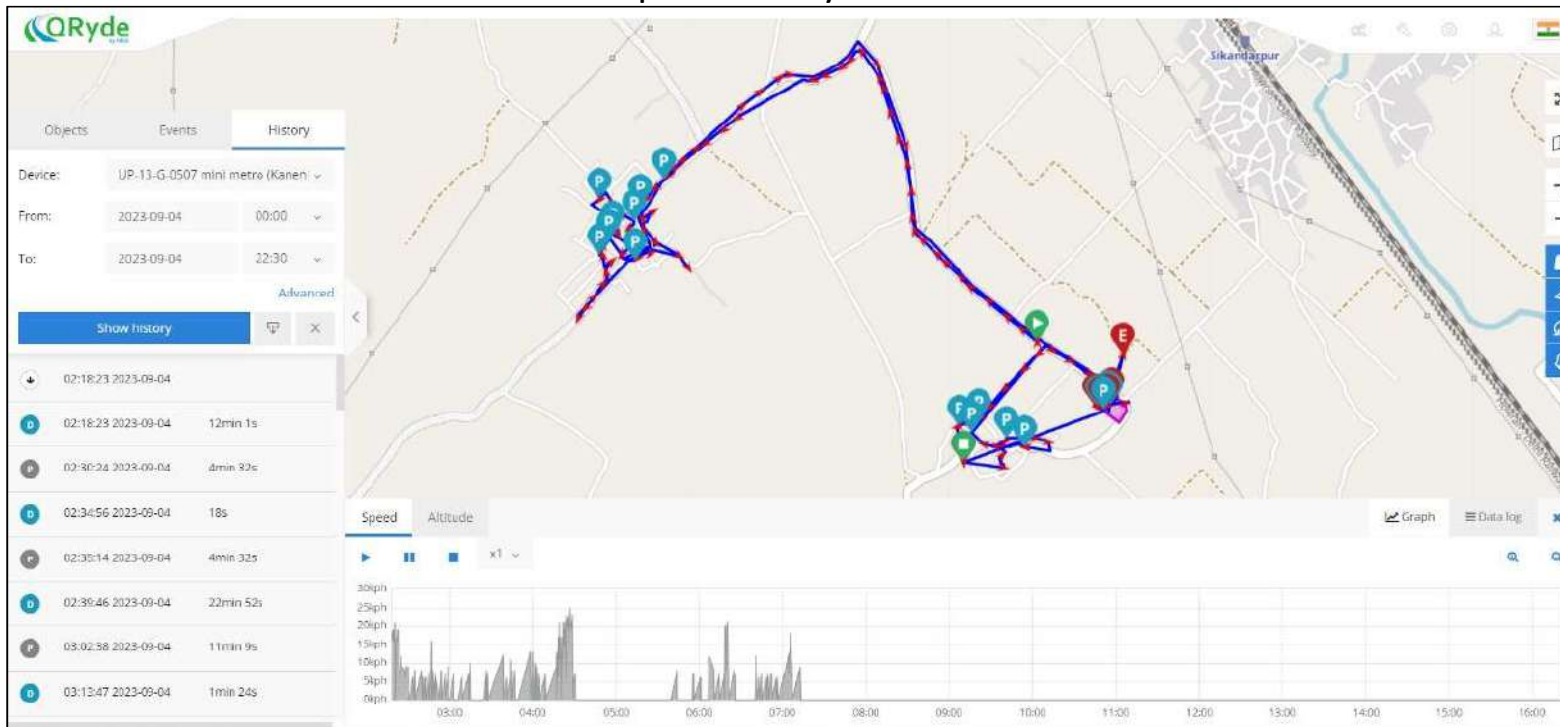 QRyde
Sikandarpur
Objects Events History
Device: UP-13-G-0507 mini metro (Kanen
From: 2023-09-04 00:00
To: 2023-09-04 22:30
Advanced
Show history
02:18:23 2023-09-04
D 02:18:23 2023-09-04 12min 1s
P 02:30:24 2023-09-04 4min 32s
D 02:34:56 2023-09-04 18s
P 02:35:14 2023-09-04 4min 32s
D 02:39:46 2023-09-04 22min 52s
P 03:02:38 2023-09-04 11min 9s
D 03:13:47 2023-09-04 1min 24s
P
P
P
P
P
P
P
E
P
P
P
P
P
Speed Altitude Graph Data log
x1
30kph
25kph
20kph
15kph
10kph
5kph
0kph
03:00 04:00 05:00 06:00 07:00 08:00 09:00 10:00 11:00 12:00 13:00 14:00 15:00 16:00